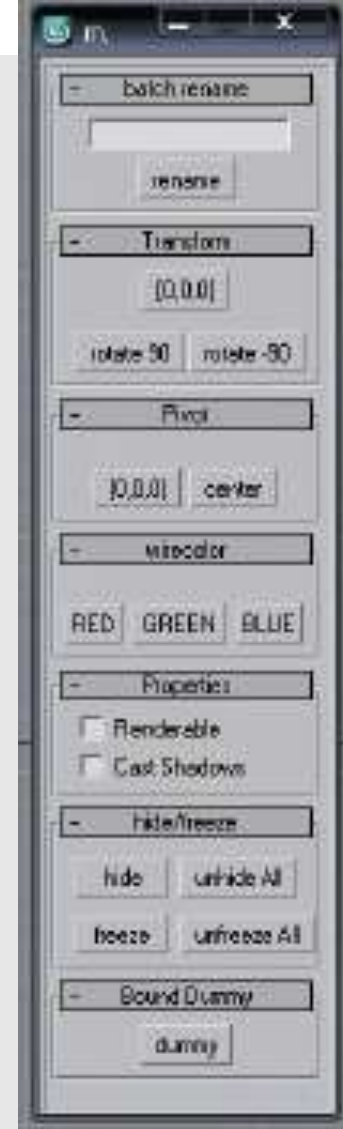 - batch rename
rename
- Transform
[0,0,0]
rotate 90 rotate -90
- Pivot
[0,0,0] center
- wirecolor
RED GREEN BLUE
- Properties
Renderable
Cast Shadows
- hide/freeze
hide unhide All
freeze unfreeze All
- Bound Dummy
dummy